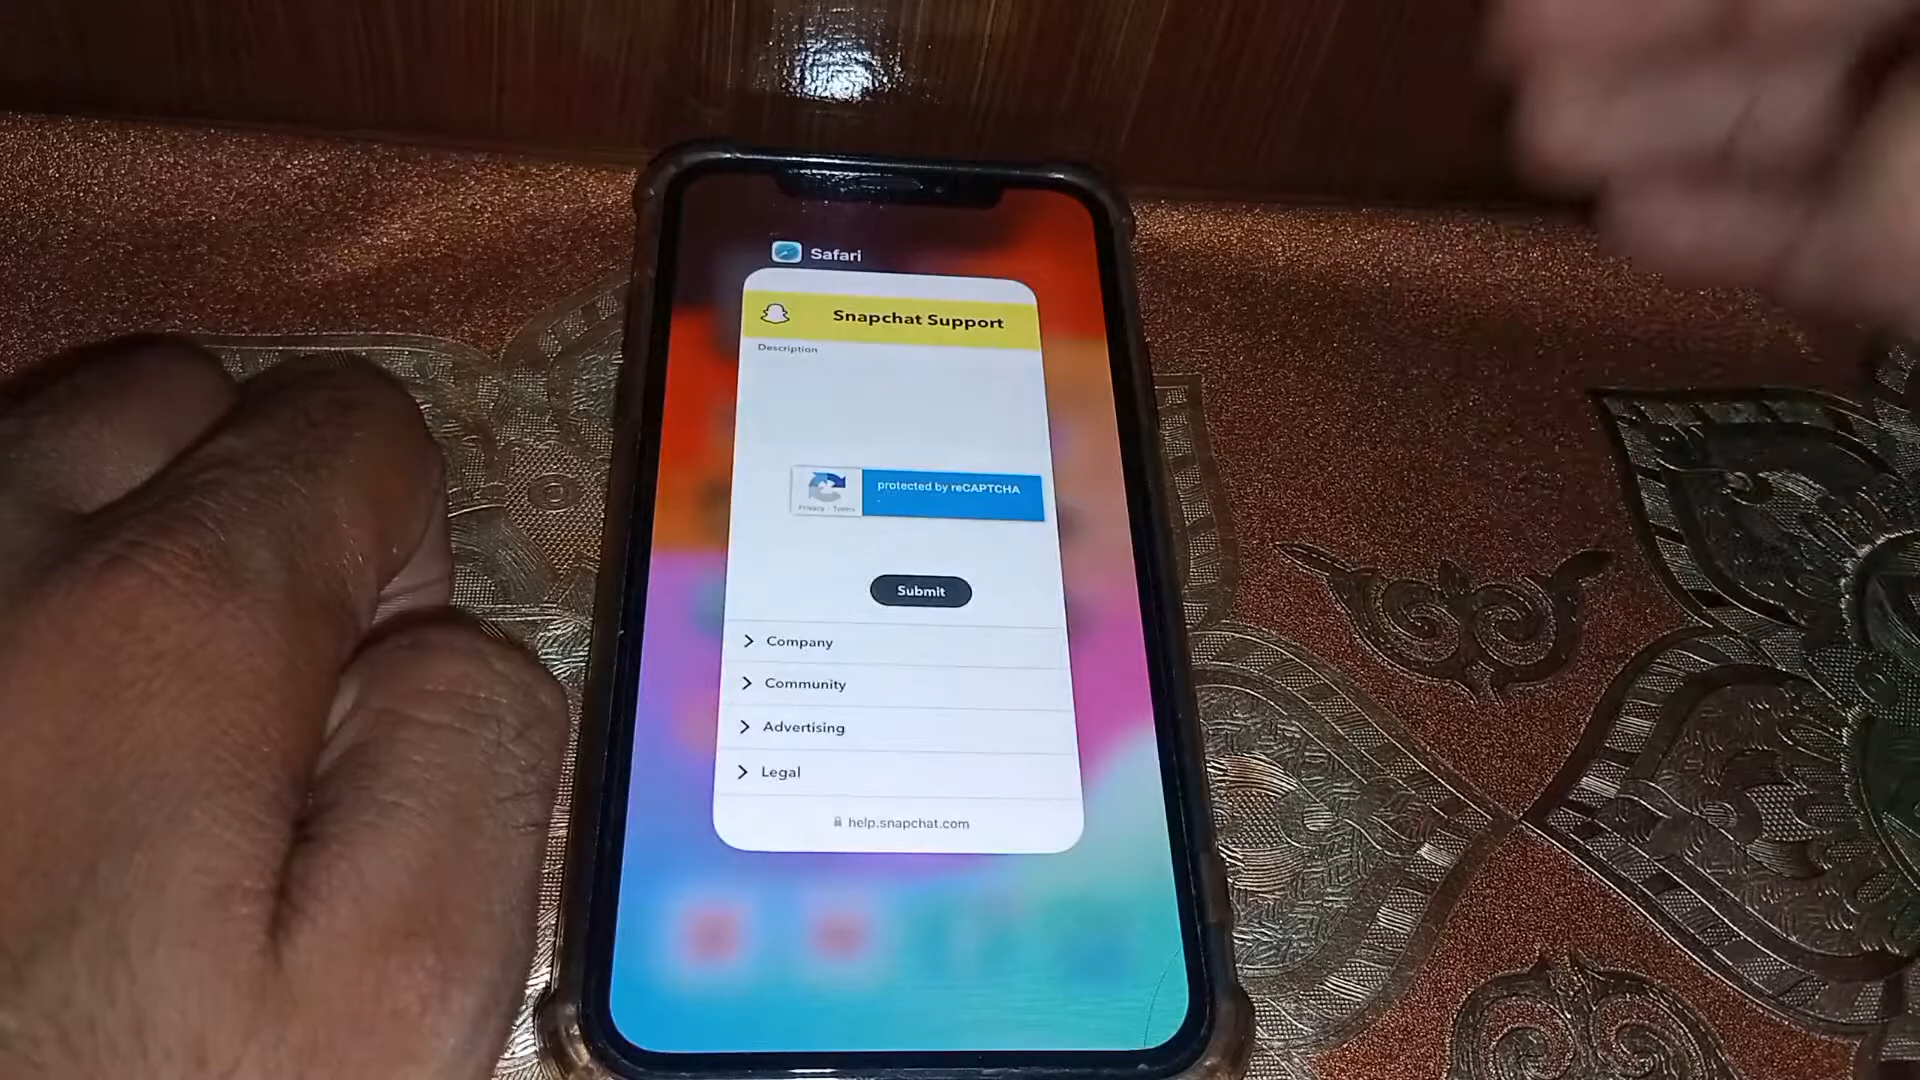 Safari
Snapchat Support
Description
protected by reCAPTCHA
Privacy - Terms
Submit
Company
Community
Advertising
Legal
help.snapchat.com